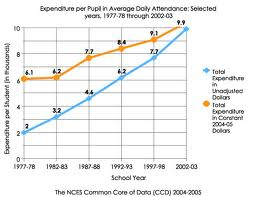 Expenditure per Pupil in Average Daily Attendance: Selected
years, 1977-78 through 2002-03
Expenditure per Student (in thousands)
10
8
6
4
2
0
6.1
6.2
7.7
8.4
9.1
9.9
2
3.2
4.6
6.2
7.7
1977-78
1982-83
1987-88
1992-93
1997-98
2002-03
School Year
Total
Expenditure
in
Unadjusted
Dollars
Total
Expenditure
in Constant
2004-05
Dollars
The NCES Common Core of Data (CCD) 2004-2005